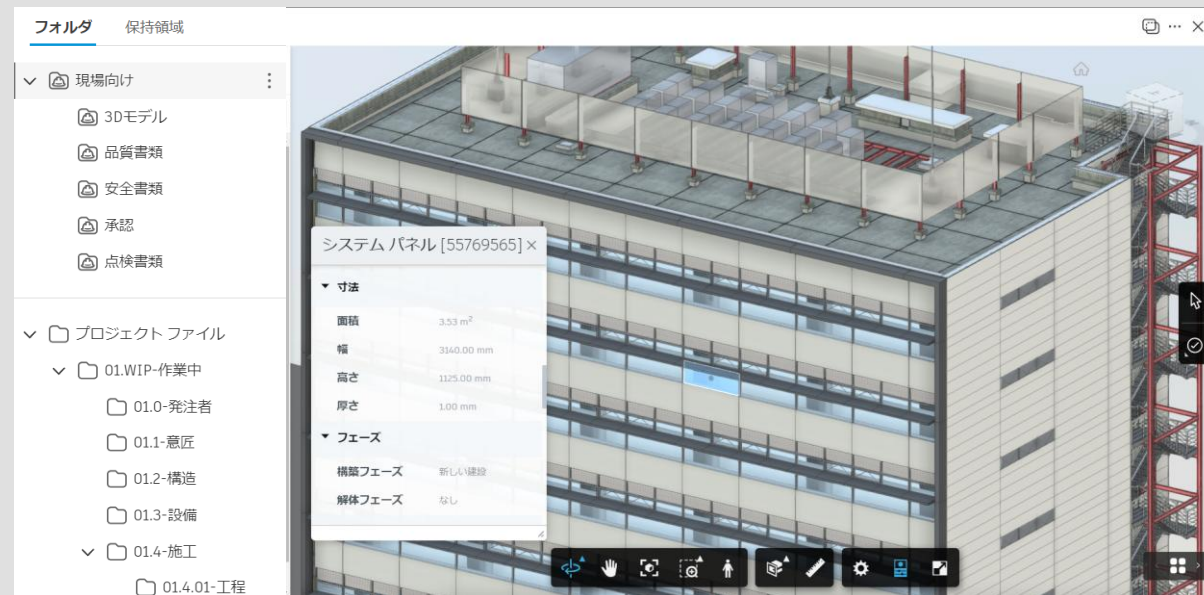 フォルダ
保持領域
現場向け
3Dモデル
品質書類
安全書類
承認
点検書類
プロジェクト ファイル
01.WIP-作業中
01.0-発注者
01.1-意匠
01.2-構造
01.3-設備
01.4-施工
01.4.01-工程
システム パネル [55769565]
寸法
面積 3.53 m²
幅 3140.00 mm
高さ 1125.00 mm
厚さ 1.00 mm
フェーズ
構築フェーズ 新しい建設
解体フェーズ なし